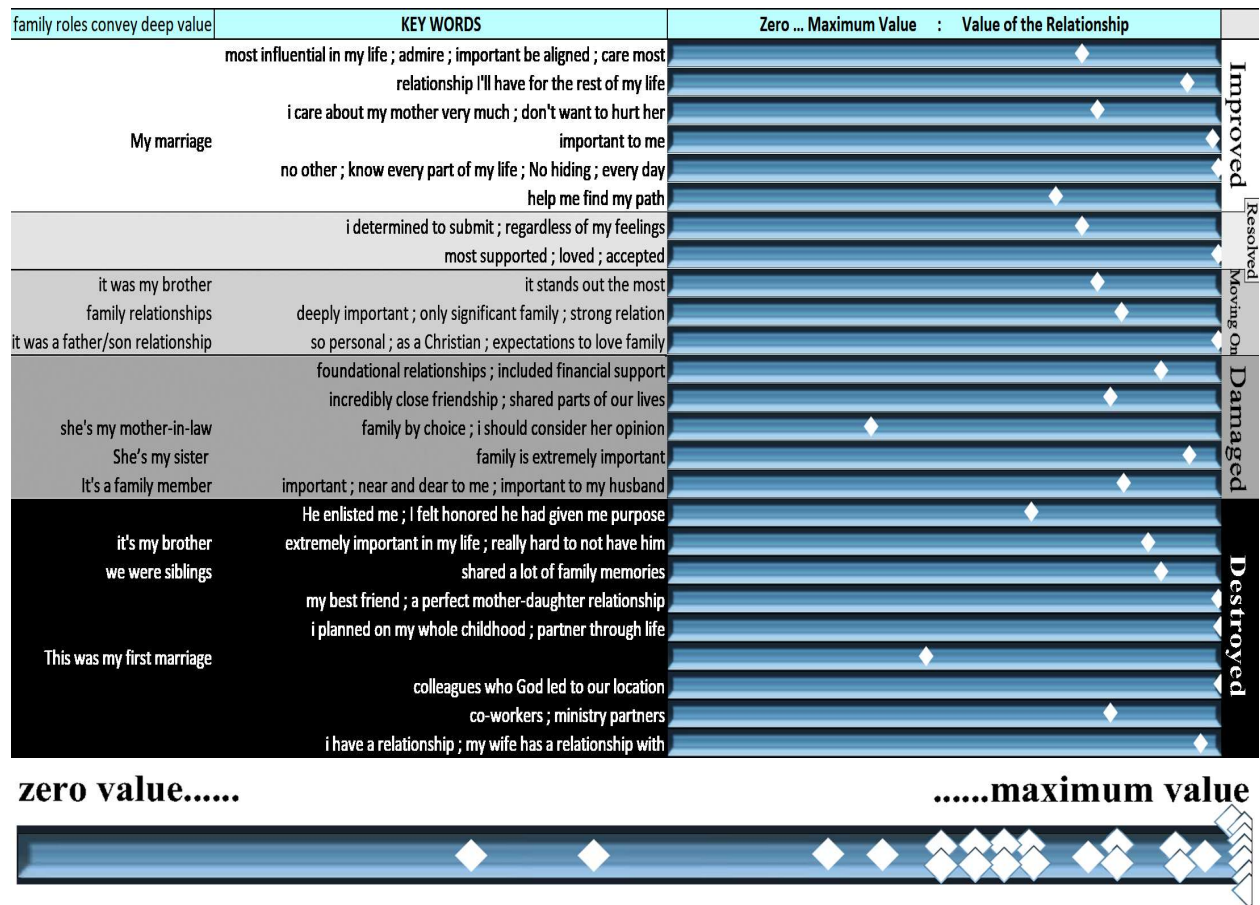 family roles convey deep value KEY WORDS Zero ... Maximum Value : Value of the Relationship
most influential in my life ; admire ; important be aligned ; care most
relationship I'll have for the rest of my life
i care about my mother very much ; don't want to hurt her
My marriage important to me
no other ; know every part of my life ; No hiding ; every day
help me find my path
Improved
i determined to submit ; regardless of my feelings
most supported ; loved ; accepted
Resolved
it was my brother it stands out the most
family relationships deeply important ; only significant family ; strong relation
it was a father/son relationship so personal ; as a Christian ; expectations to love family
Moving On
foundational relationships ; included financial support
incredibly close friendship ; shared parts of our lives
she's my mother-in-law family by choice ; i should consider her opinion
She's my sister family is extremely important
It's a family member important ; near and dear to me ; important to my husband
Damaged
He enlisted me ; I felt honored he had given me purpose
it's my brother extremely important in my life ; really hard to not have him
we were siblings shared a lot of family memories
my best friend ; a perfect mother-daughter relationship
i planned on my whole childhood ; partner through life
This was my first marriage
colleagues who God led to our location
co-workers ; ministry partners
i have a relationship ; my wife has a relationship with
Destroyed
zero value...... ......maximum value